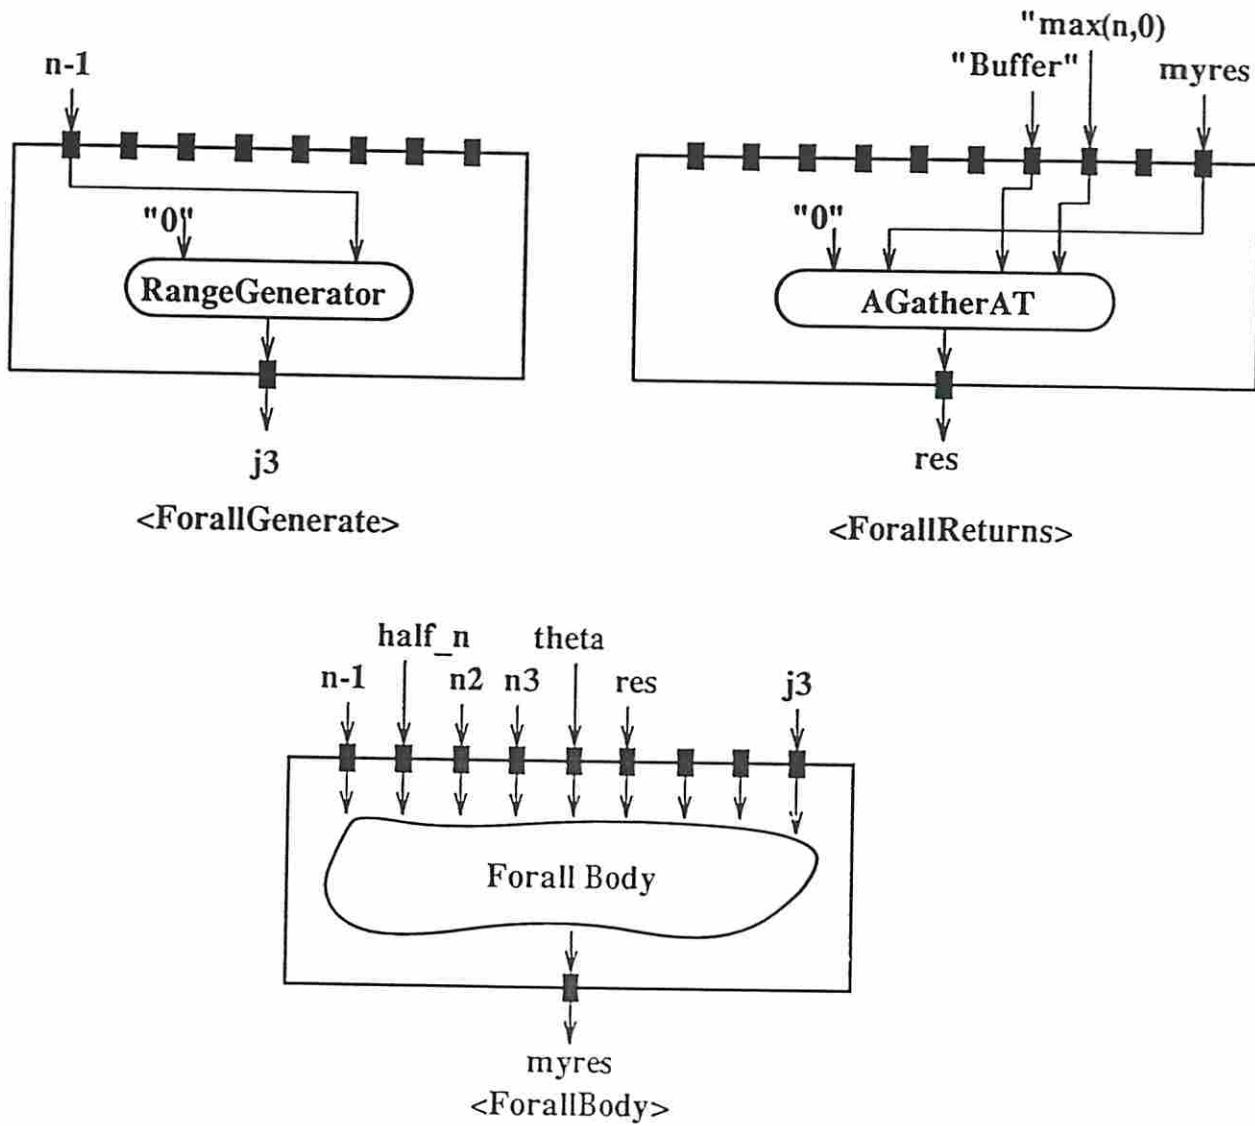 n-1
"0"
RangeGenerator
j3
<ForallGenerate>
"max(n,0)
"Buffer"
myres
"0"
AGatherAT
res
<ForallReturns>
half_n
theta
n-1
n2
n3
res
j3
Forall Body
myres
<ForallBody>